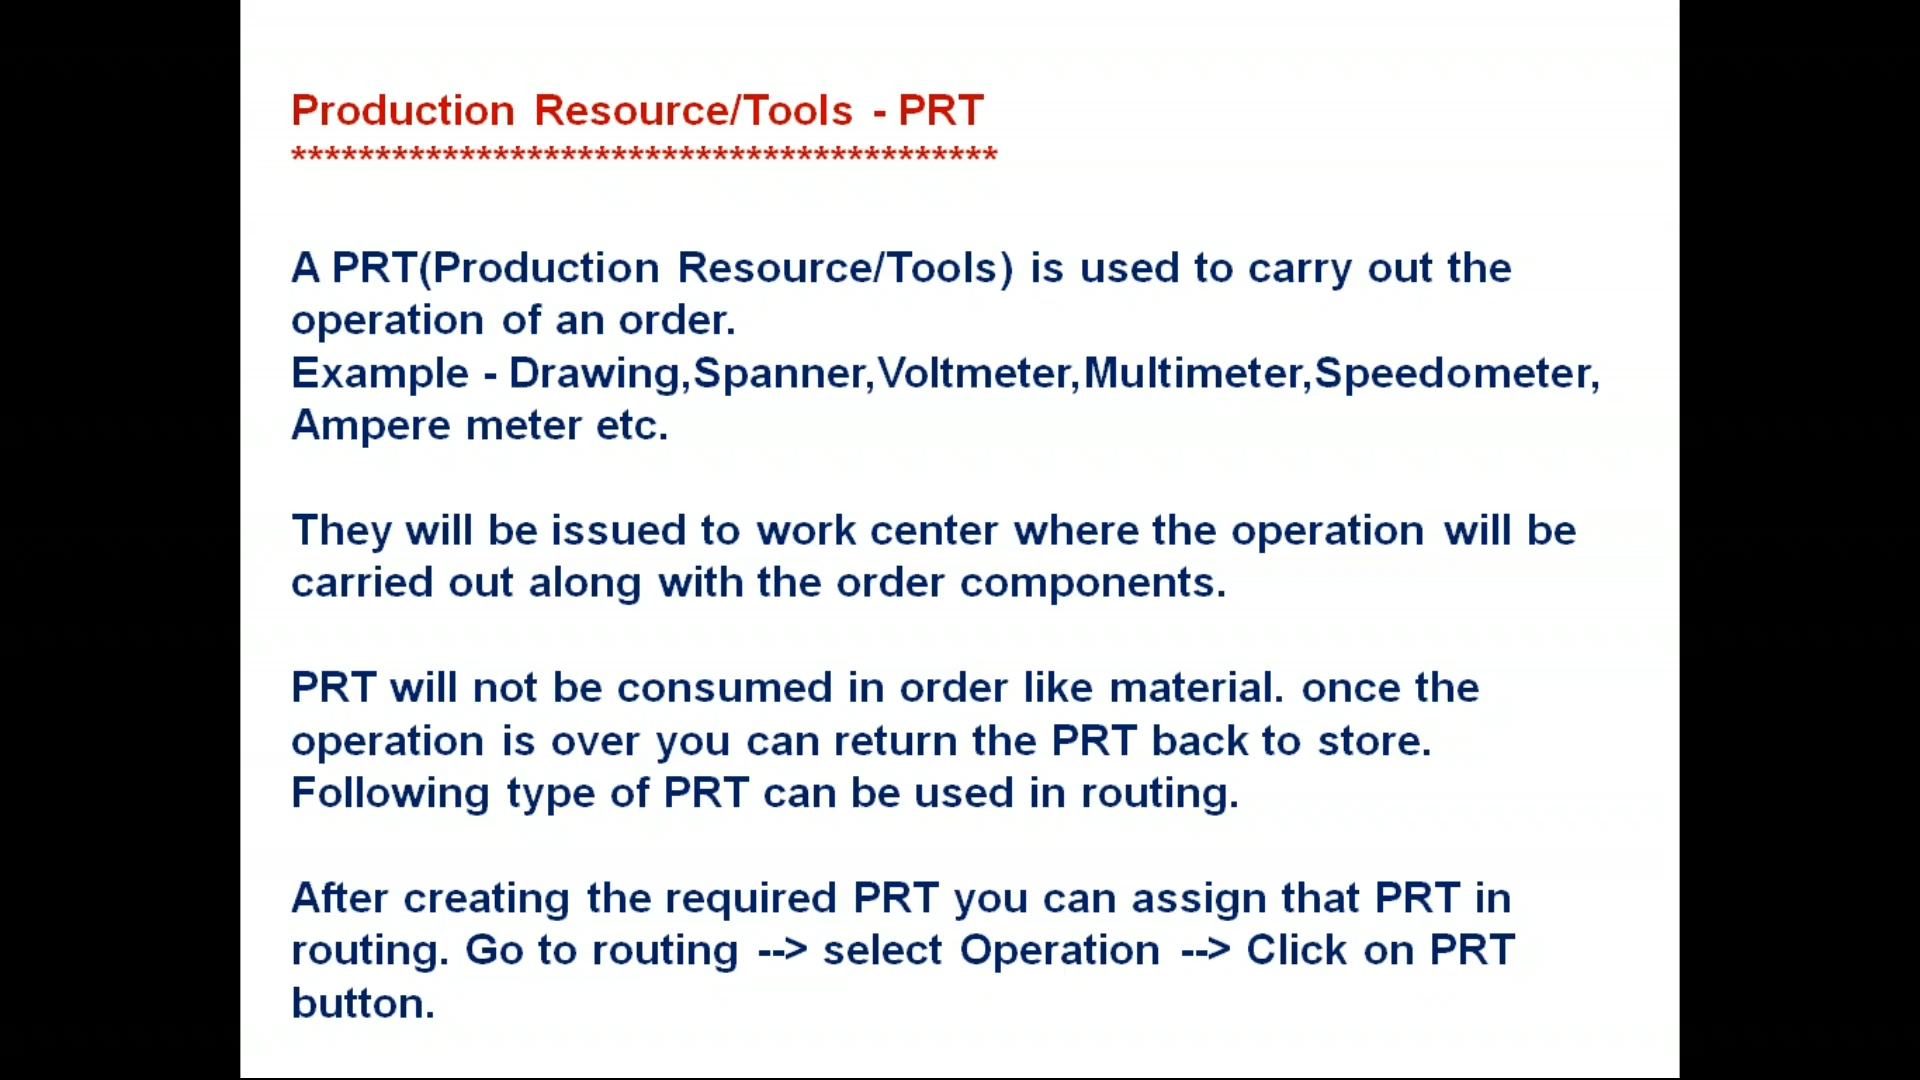 Production Resource/Tools - PRT
******************************************
A PRT(Production Resource/Tools) is used to carry out the
operation of an order.
Example - Drawing,Spanner,Voltmeter,Multimeter,Speedometer,
Ampere meter etc.
They will be issued to work center where the operation will be
carried out along with the order components.
PRT will not be consumed in order like material. once the
operation is over you can return the PRT back to store.
Following type of PRT can be used in routing.
After creating the required PRT you can assign that PRT in
routing. Go to routing --> select Operation --> Click on PRT
button.